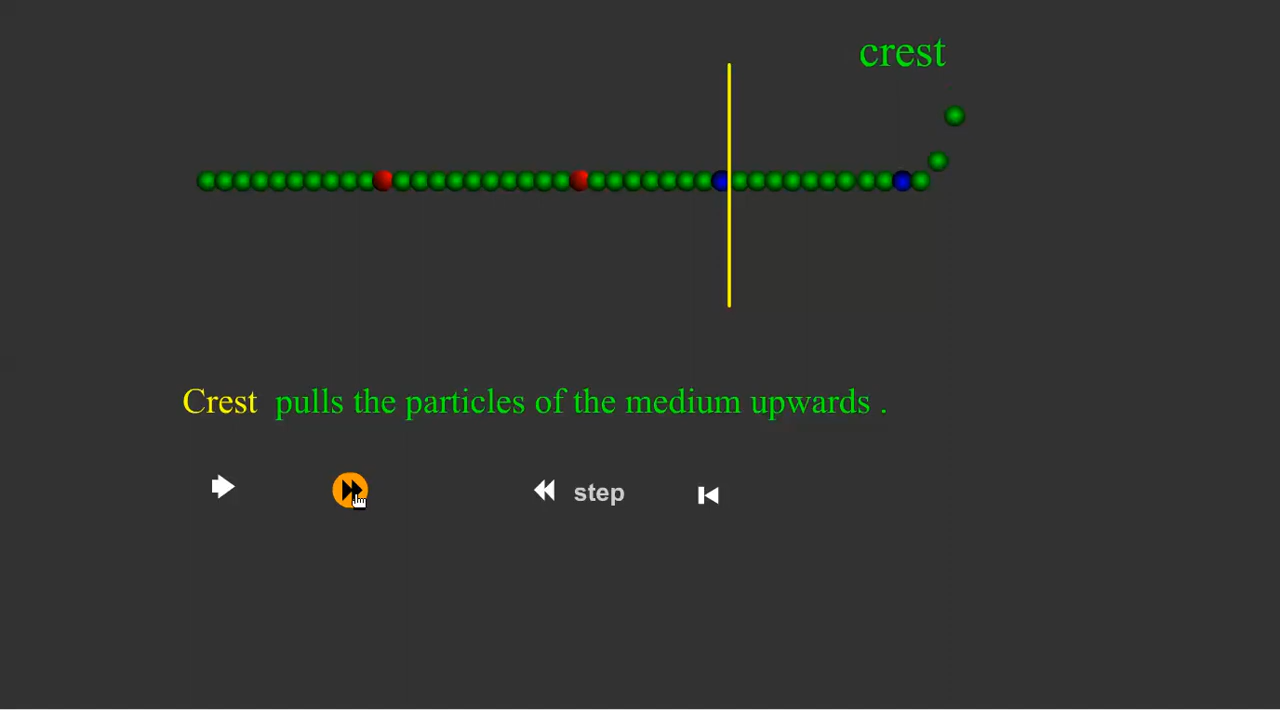 crest
Crest pulls the particles of the medium upwards .
step